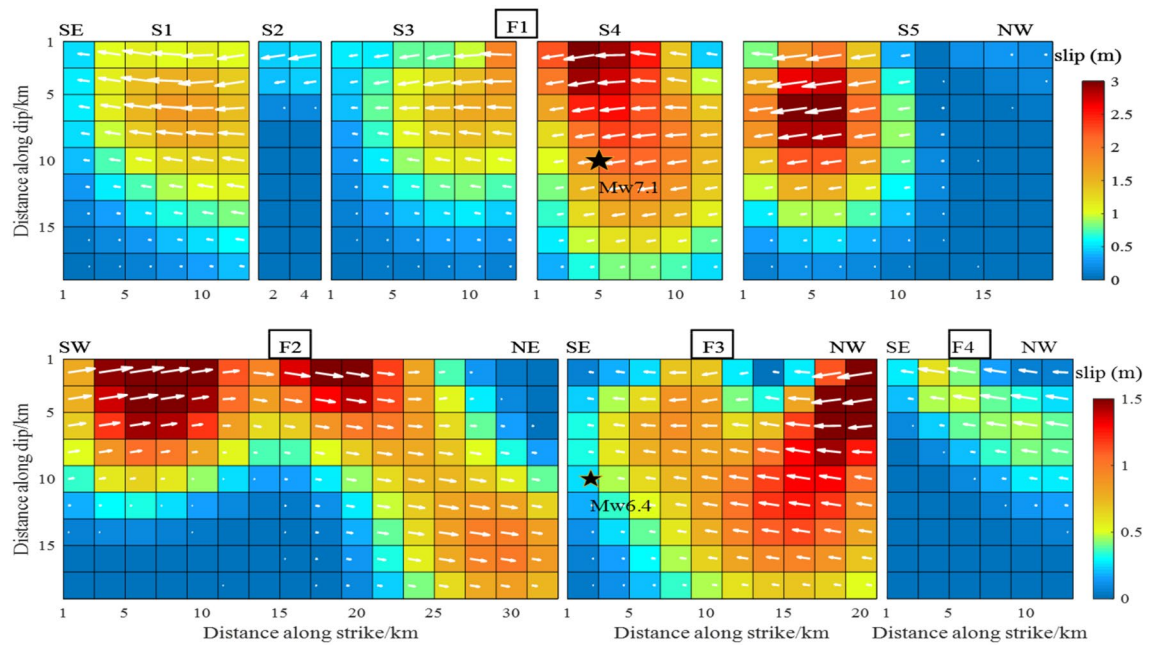 SE S1 S2 S3 F1 S4 S5 NW
slip (m)
Distance along dip/km
1
5
10
15
Mw7.1
3
2.5
2
1.5
1
0.5
0
1 5 10 2 4 1 5 10 1 5 10 1 5 10 15
SW F2 NE SE F3 NW SE F4 NW
slip (m)
Distance along dip/km
1
5
10
15
Mw6.4
1.5
1
0.5
0
1 5 10 15 20 25 30 1 5 10 15 20 1 5 10
Distance along strike/km Distance along strike/km